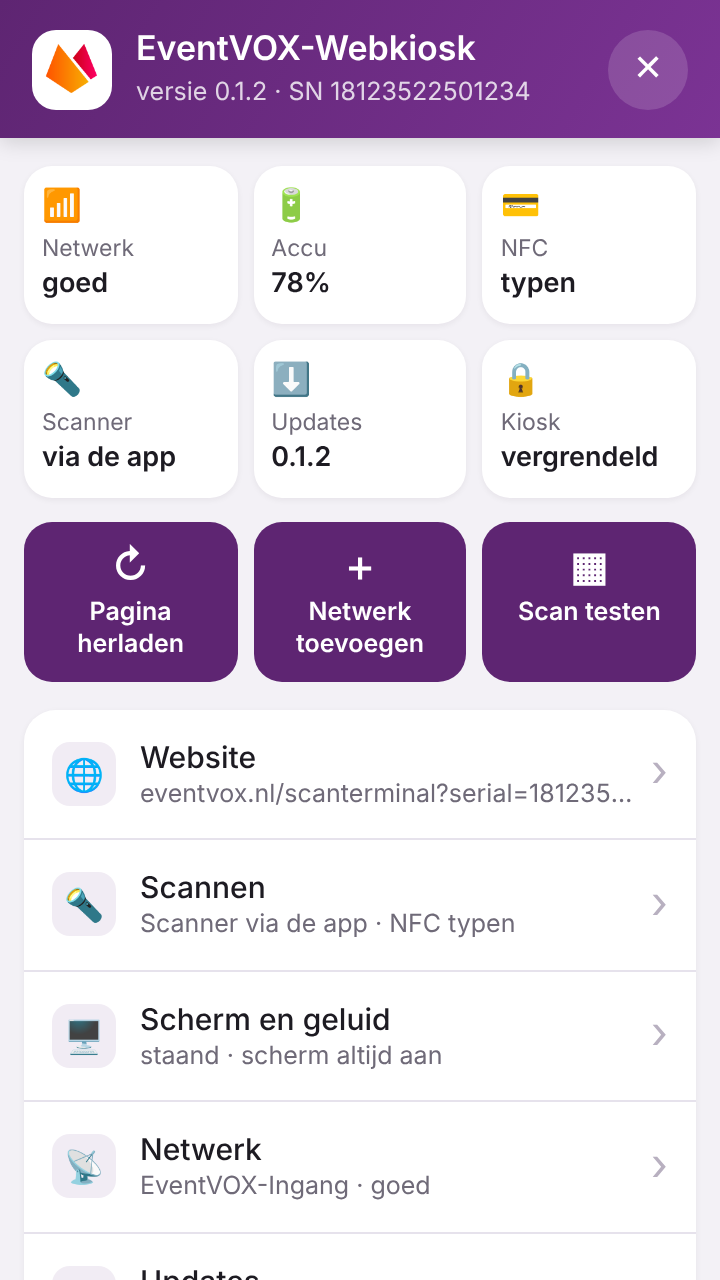 EventVOX-Webkiosk
versie 0.1.2 · SN 18123522501234
Netwerk
goed
Accu
78%
NFC
typen
Scanner
via de app
Updates
0.1.2
Kiosk
vergrendeld
Pagina
herladen
Netwerk
toevoegen
Scan testen
Website
eventvox.nl/scanterminal?serial=181235...
Scannen
Scanner via de app · NFC typen
Scherm en geluid
staand · scherm altijd aan
Netwerk
EventVOX-Ingang · goed
Updates